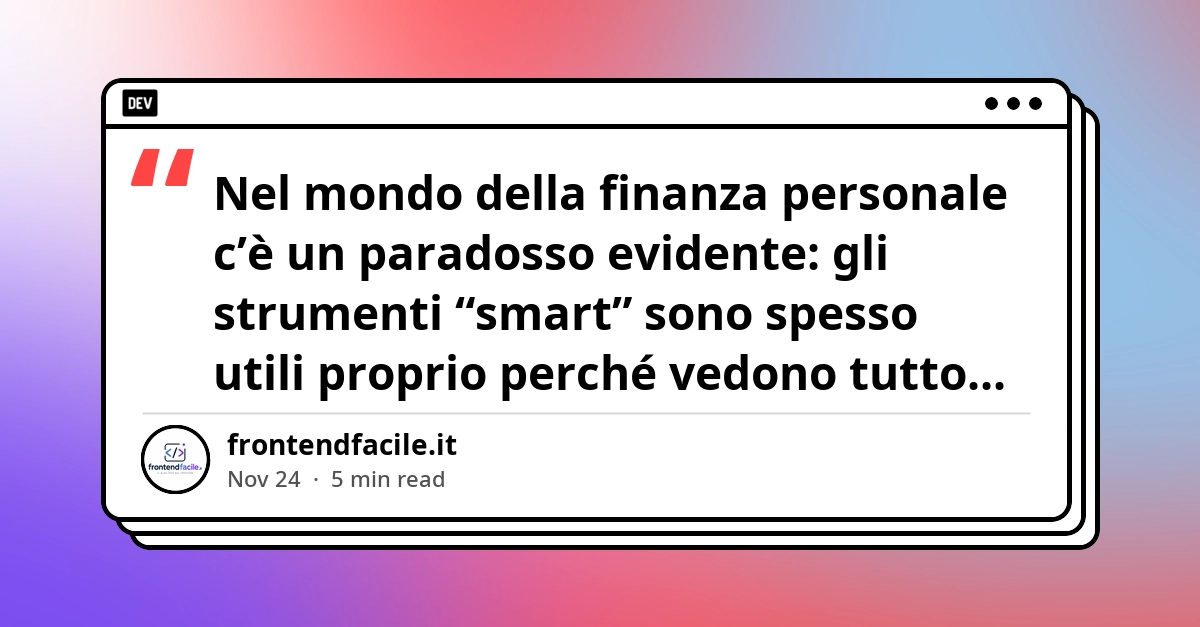 DEV
“
Nel mondo della finanza personale
c’è un paradosso evidente: gli
strumenti “smart” sono spesso
utili proprio perché vedono tutto...
frontendfacile.it
Nov 24 · 5 min read
</>
frontendfacile.